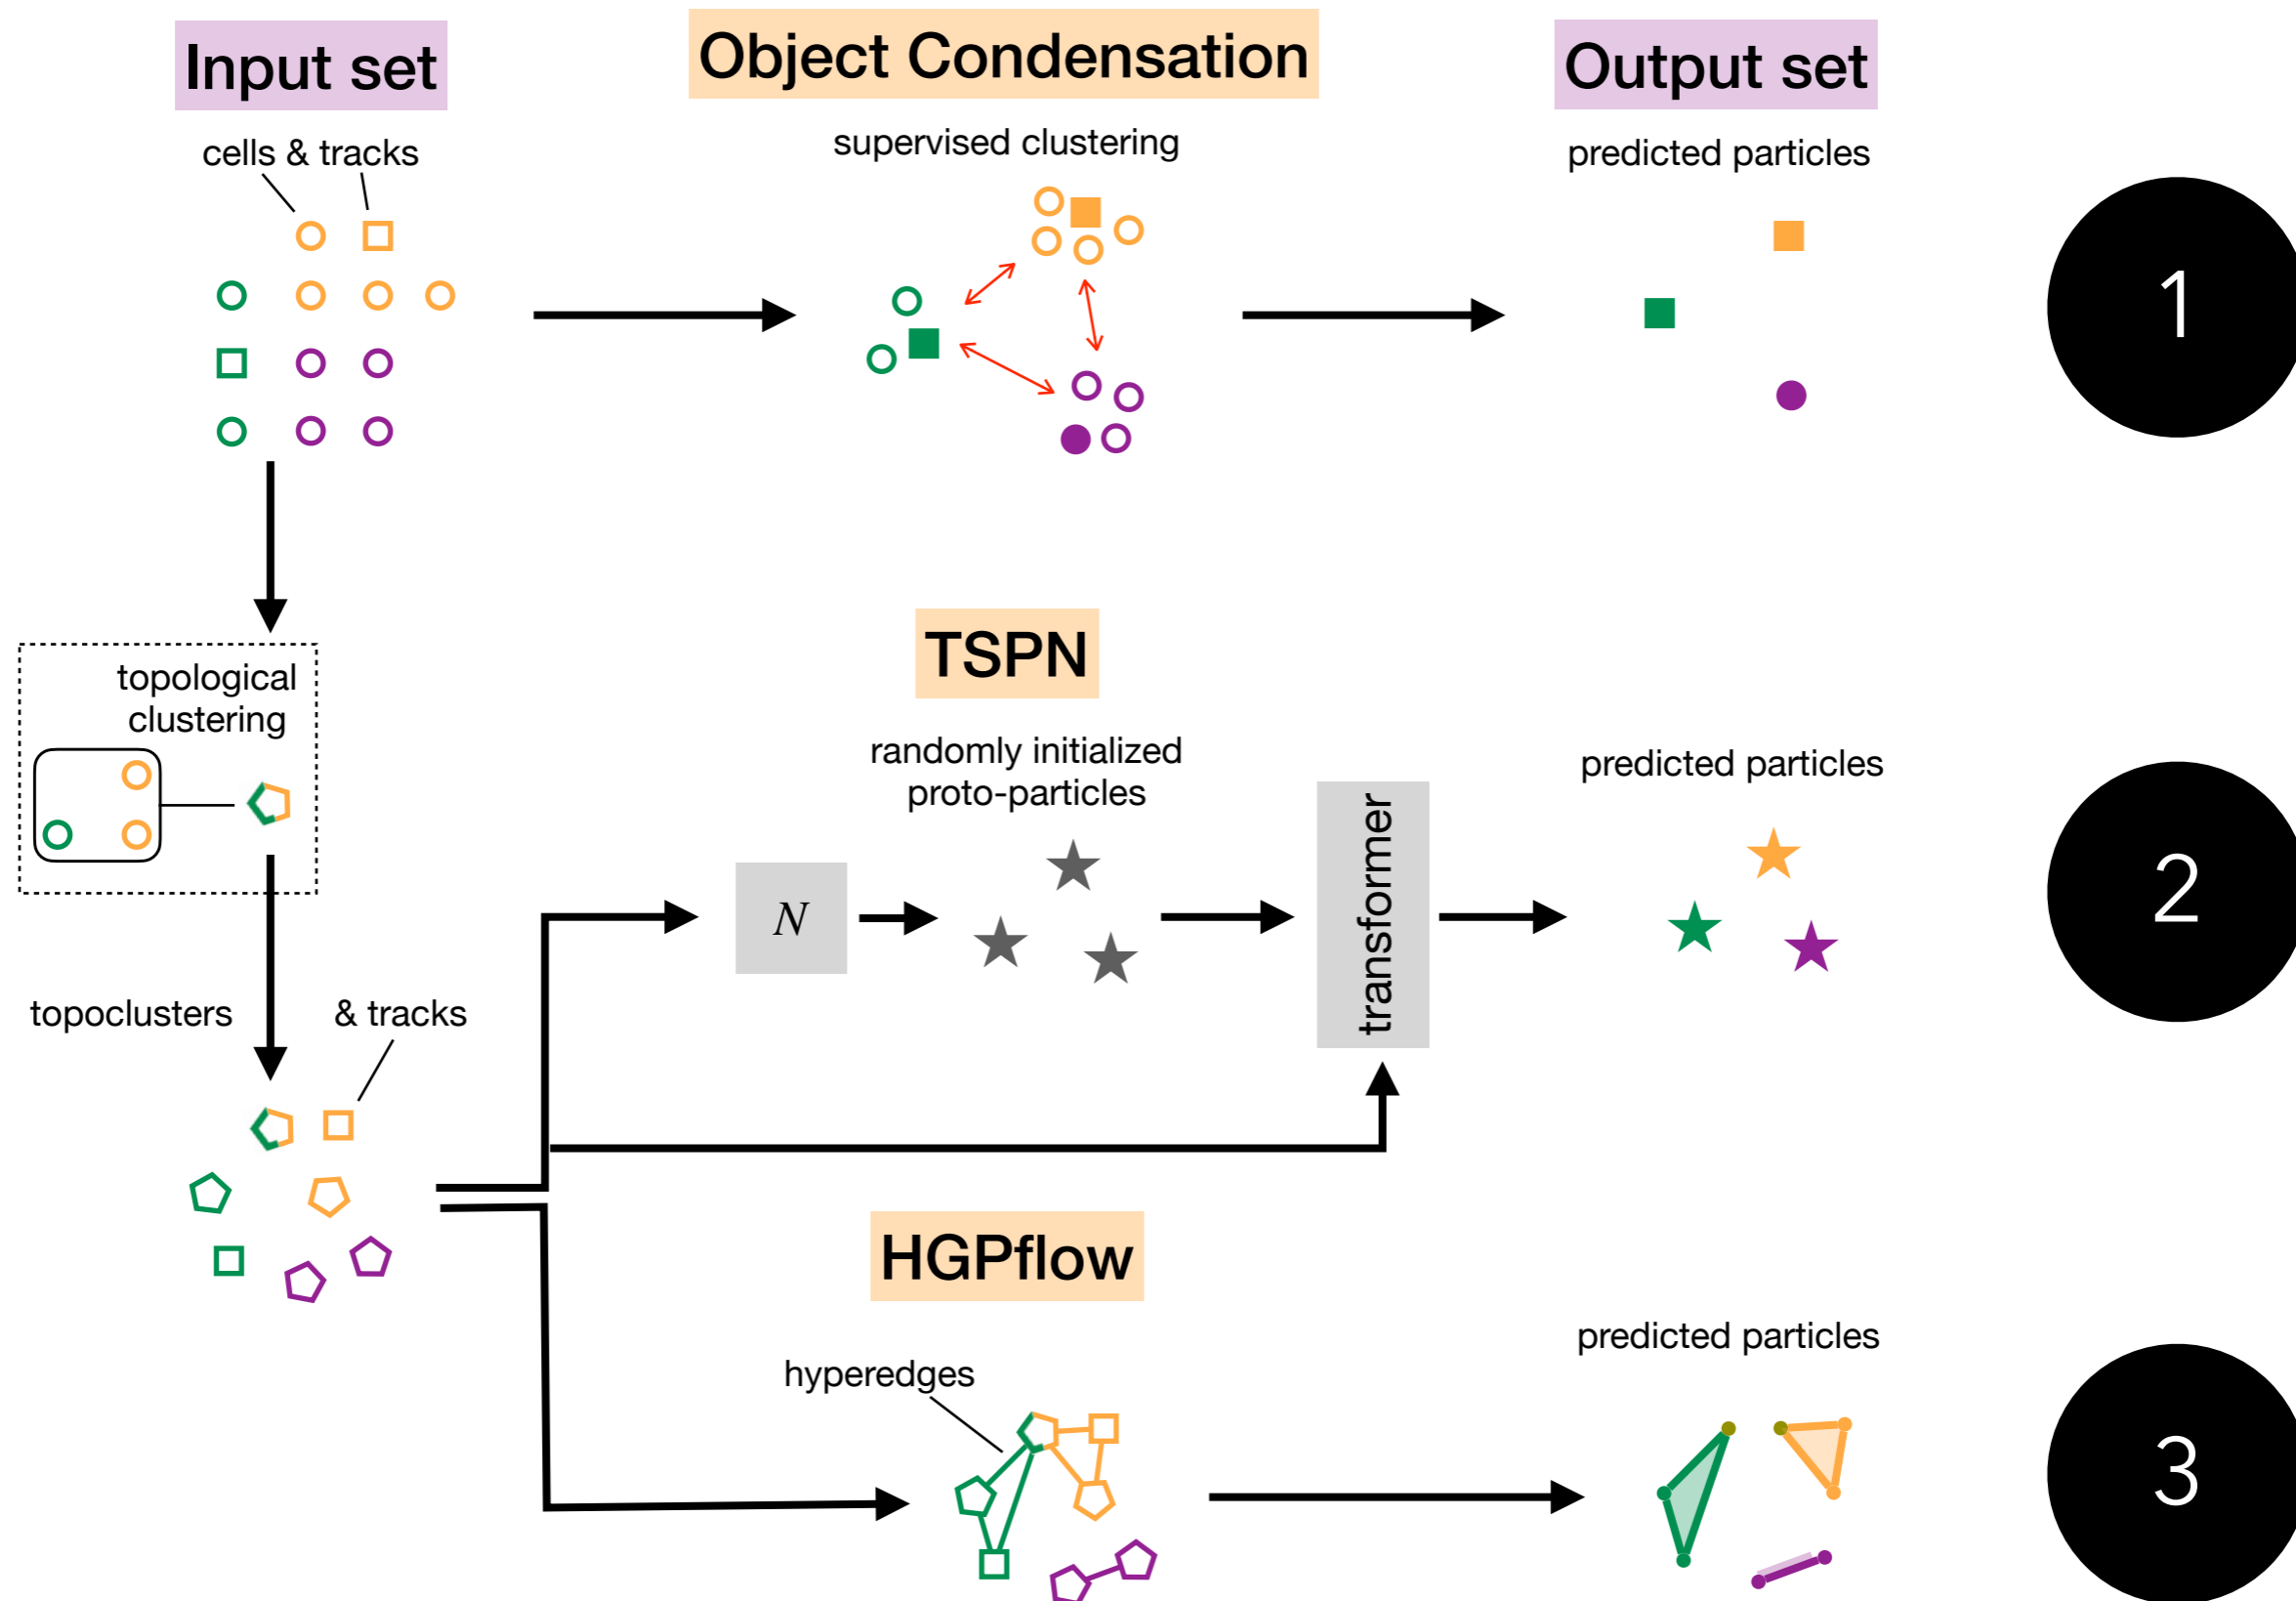 Input set
Object Condensation
Output set
cells & tracks
supervised clustering
predicted particles
1
topological
clustering
TSPN
randomly initialized
proto-particles
N
transformer
predicted particles
2
topoclusters
& tracks
HGPflow
hyperedges
predicted particles
3